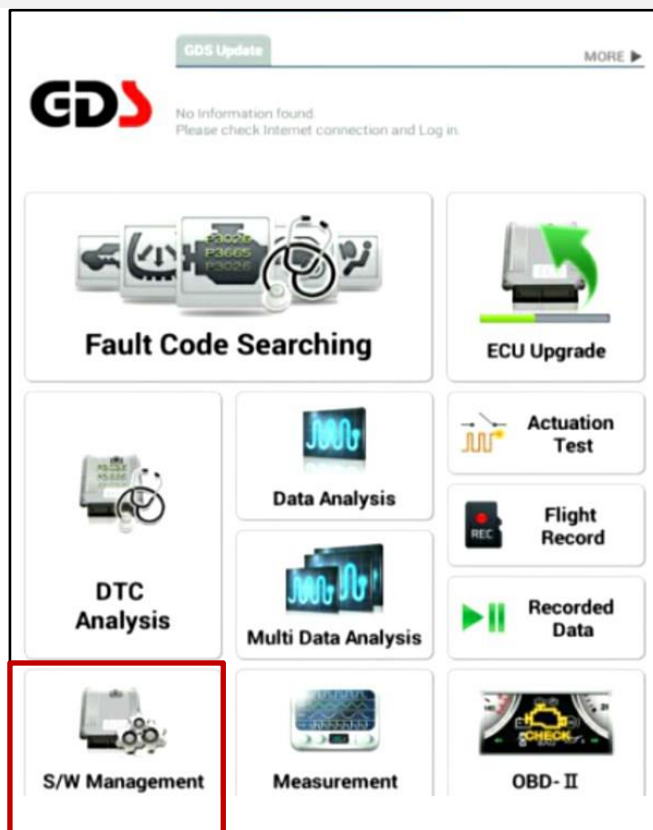 GDS Update
MORE ▶
GDS
No Information found.
Please check Internet connection and Log in.
P3026
P3665
P3026
Fault Code Searching
ECU Upgrade
Actuation
Test
Data Analysis
REC
Flight
Record
DTC
Analysis
Multi Data Analysis
Recorded
Data
CHECK
S/W Management
Measurement
OBD-II